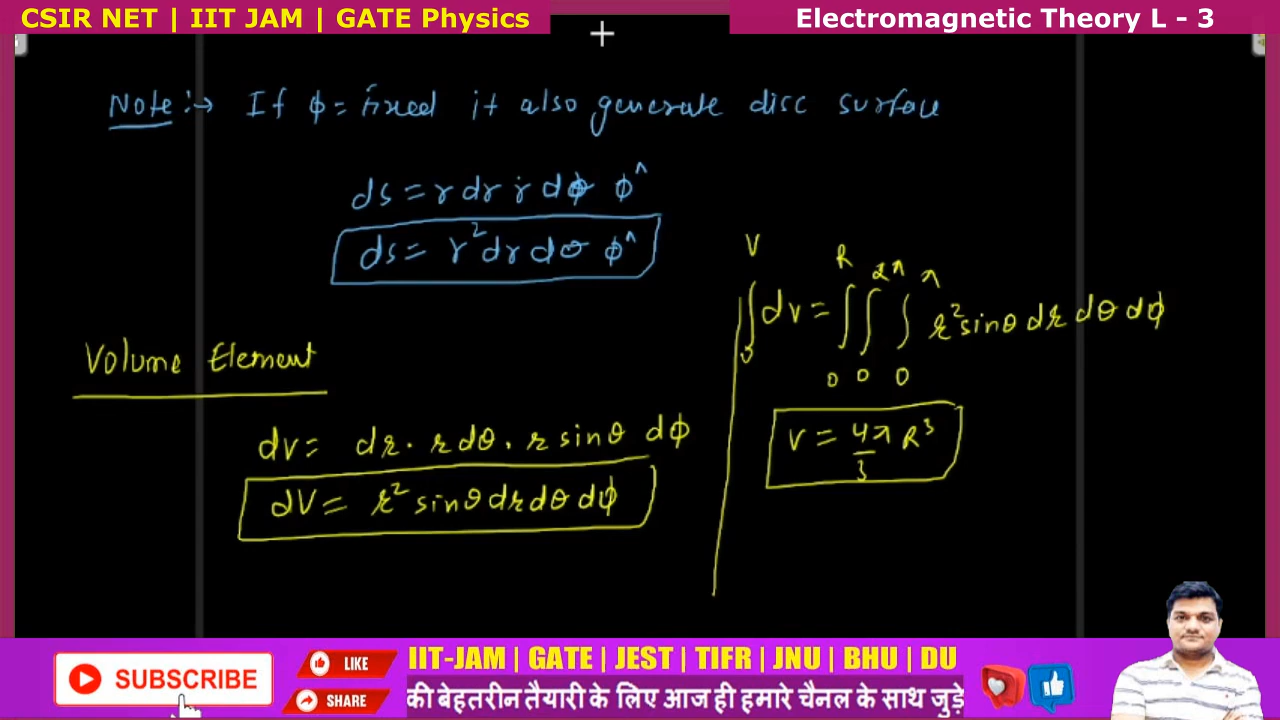 CSIR NET | IIT JAM | GATE Physics
Electromagnetic Theory L - 3
Note :→ If φ = fixed it also generate disc surface
ds = r dr r dφ φ^
ds = r² dr dθ φ^
Volume Element
dv = dr. r dθ. r sinθ dφ
dV = r² sinθ dr dθ dφ
∫₀^V dv = ∫₀^R ∫₀^2π ∫₀^π r² sinθ dr dθ dφ
V = 4π/3 R³
SUBSCRIBE
LIKE
SHARE
IIT-JAM | GATE | JEST | TIFR | JNU | BHU | DU
की बेहतरीन तैयारी के लिए आज ही हमारे चैनल के साथ जुड़े